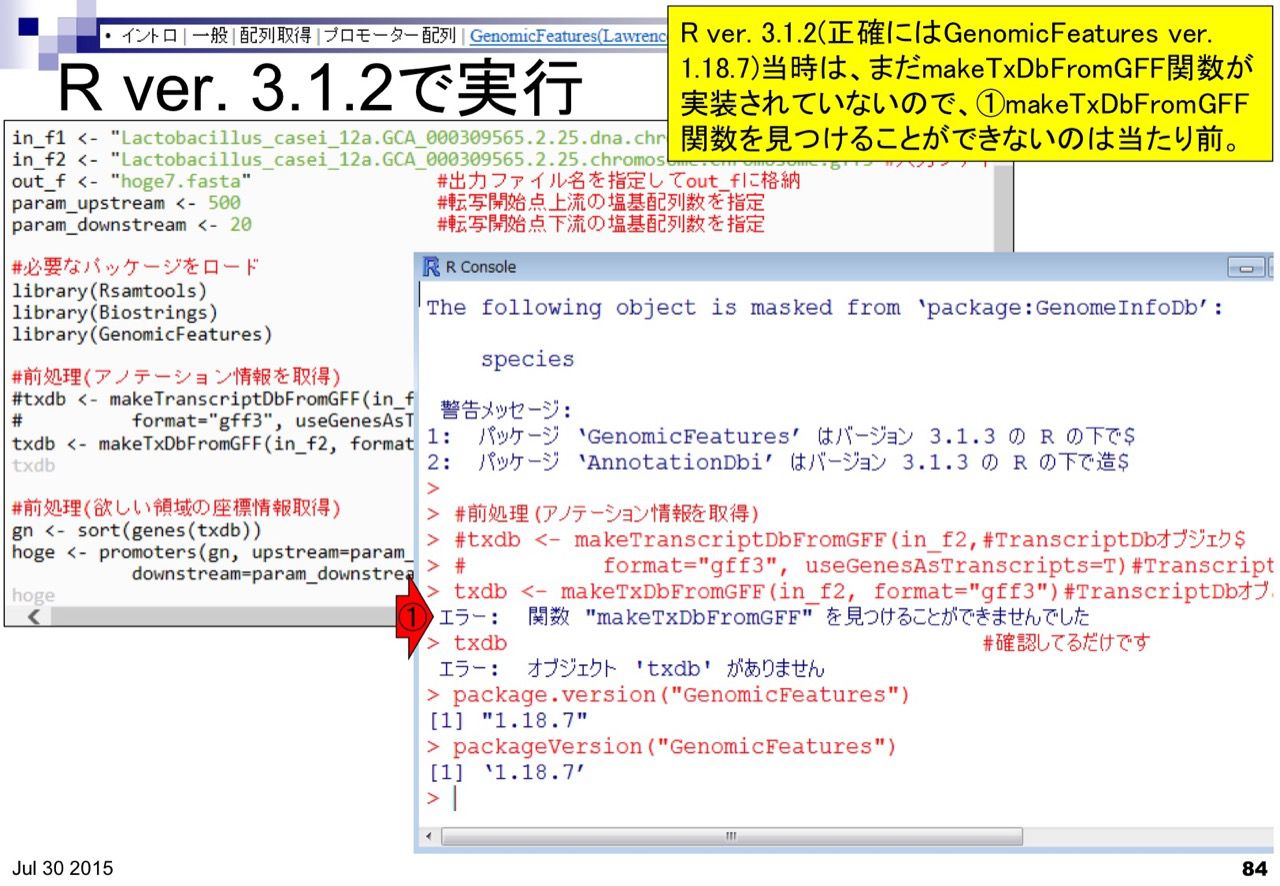 • イントロ | 一般 | 配列取得 | プロモーター配列 | GenomicFeatures(Lawrenc
R ver. 3.1.2で実行
R ver. 3.1.2(正確にはGenomicFeatures ver.
1.18.7)当時は、まだmakeTxDbFromGFF関数が
実装されていないので、①makeTxDbFromGFF
関数を見つけることができないのは当たり前。
in_f1 <- "Lactobacillus_casei_12a.GCA_000309565.2.25.dna.chr
in_f2 <- "Lactobacillus_casei_12a.GCA_000309565.2.25.chromosome.Chromosome.gff3"
out_f <- "hoge7.fasta" #出力ファイル名を指定してout_fに格納
param_upstream <- 500 #転写開始点上流の塩基配列数を指定
param_downstream <- 20 #転写開始点下流の塩基配列数を指定
#必要なパッケージをロード
library(Rsamtools)
library(Biostrings)
library(GenomicFeatures)
#前処理(アノテーション情報を取得)
#txdb <- makeTranscriptDbFromGFF(in_f
# format="gff3", useGenesAsT
txdb <- makeTxDbFromGFF(in_f2, format
txdb
#前処理(欲しい領域の座標情報取得)
gn <- sort(genes(txdb))
hoge <- promoters(gn, upstream=param_
downstream=param_downstrea
hoge
R Console
The following object is masked from ‘package:GenomeInfoDb’:
species
警告メッセージ:
1: パッケージ ‘GenomicFeatures’ はバージョン 3.1.3 の R の下で$
2: パッケージ ‘AnnotationDbi’ はバージョン 3.1.3 の R の下で造$
>
> #前処理(アノテーション情報を取得)
> #txdb <- makeTranscriptDbFromGFF(in_f2,#TranscriptDbオブジェク$
> # format="gff3", useGenesAsTranscripts=T)#Transcript
> txdb <- makeTxDbFromGFF(in_f2, format="gff3")#TranscriptDbオブ
① エラー: 関数 "makeTxDbFromGFF" を見つけることができませんでした
> txdb #確認してるだけです
エラー: オブジェクト 'txdb' がありません
> package.version("GenomicFeatures")
[1] "1.18.7"
> packageVersion("GenomicFeatures")
[1] ‘1.18.7’
>
Jul 30 2015
84